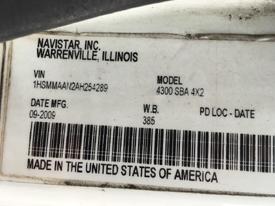 NAVISTAR, INC.
WARRENVILLE, ILLINOIS
VIN MODEL
1HSMMAAN2AH254289 4300 SBA 4X2
DATE MFG. W.B. PD LOC - DATE
09-2009 385
MADE IN THE UNITED STATES OF AMERICA